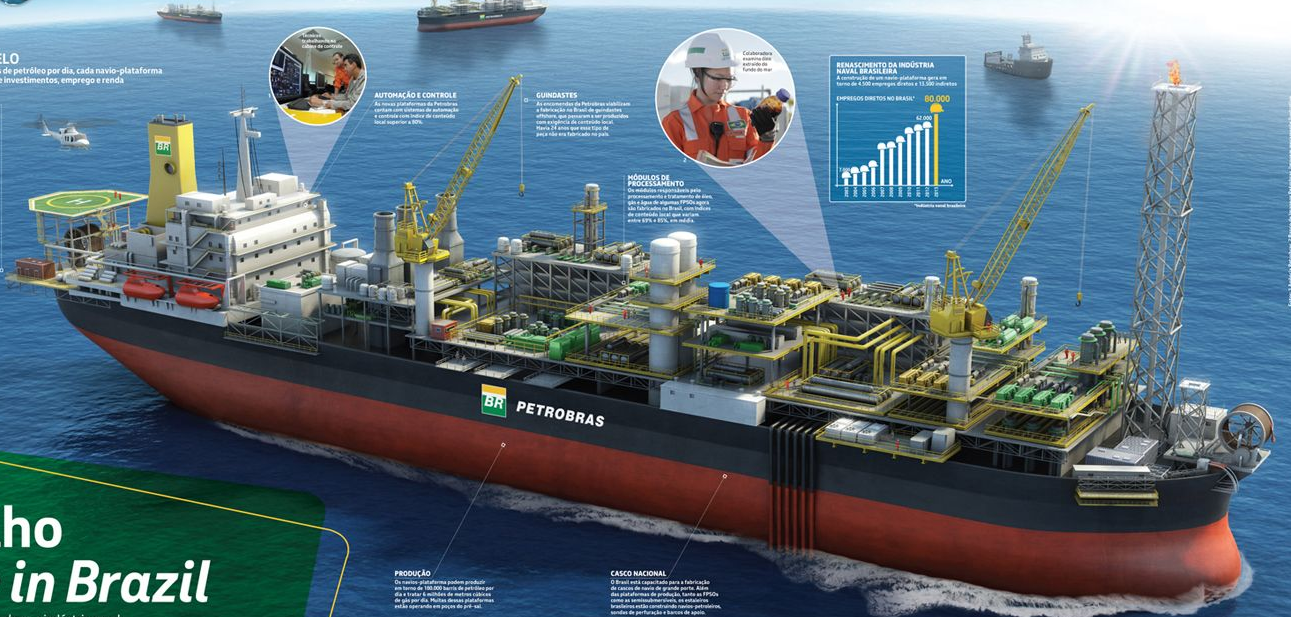 ELO
s de petróleo por dia, cada navio-plataforma
e investimentos, emprego e renda
Técnicos
trabalhando na
cabine de controle
AUTOMAÇÃO E CONTROLE
As novas plataformas da Petrobras
contam com sistemas de automação
e controle com índice de conteúdo
local superior a 80%.
GUINDASTES
As encomendas da Petrobras viabilizam
a fabricação no Brasil de guindastes
offshore, que passaram a ser produzidos
com exigência de conteúdo local.
Havia 24 anos que esse tipo de
peça não era fabricado no país.
Colaboradora
examina óleo
extraído do
fundo do mar
RENASCIMENTO DA INDÚSTRIA
NAVAL BRASILEIRA
A construção de um navio-plataforma gera em
torno de 4.500 empregos diretos e 13.500 indiretos
EMPREGOS DIRETOS NO BRASIL*
80.000
62.000
ANO
*Indústria naval brasileira
MÓDULOS DE
PROCESSAMENTO
Os módulos responsáveis pelo
processamento e tratamento de óleo,
gás e água de algumas FPSOs agora
são fabricados no Brasil, com índices
de conteúdo local que variam
entre 69% e 85%, em média.
BR
H
BR PETROBRAS
lho
in Brazil
PRODUÇÃO
Os navios-plataforma podem produzir
em torno de 100.000 barris de petróleo por
dia e tratar 6 milhões de metros cúbicos
de gás por dia. Muitas dessas plataformas
estão operando em poços do pré-sal.
CASCO NACIONAL
O Brasil está capacitado para a fabricação
de cascos de navio de grande porte. Além
das plataformas de produção, tanto as FPSOs
como as semissubmersíveis, os estaleiros
brasileiros estão construindo navios-petroleiros,
sondas de perfuração e barcos de apoio.